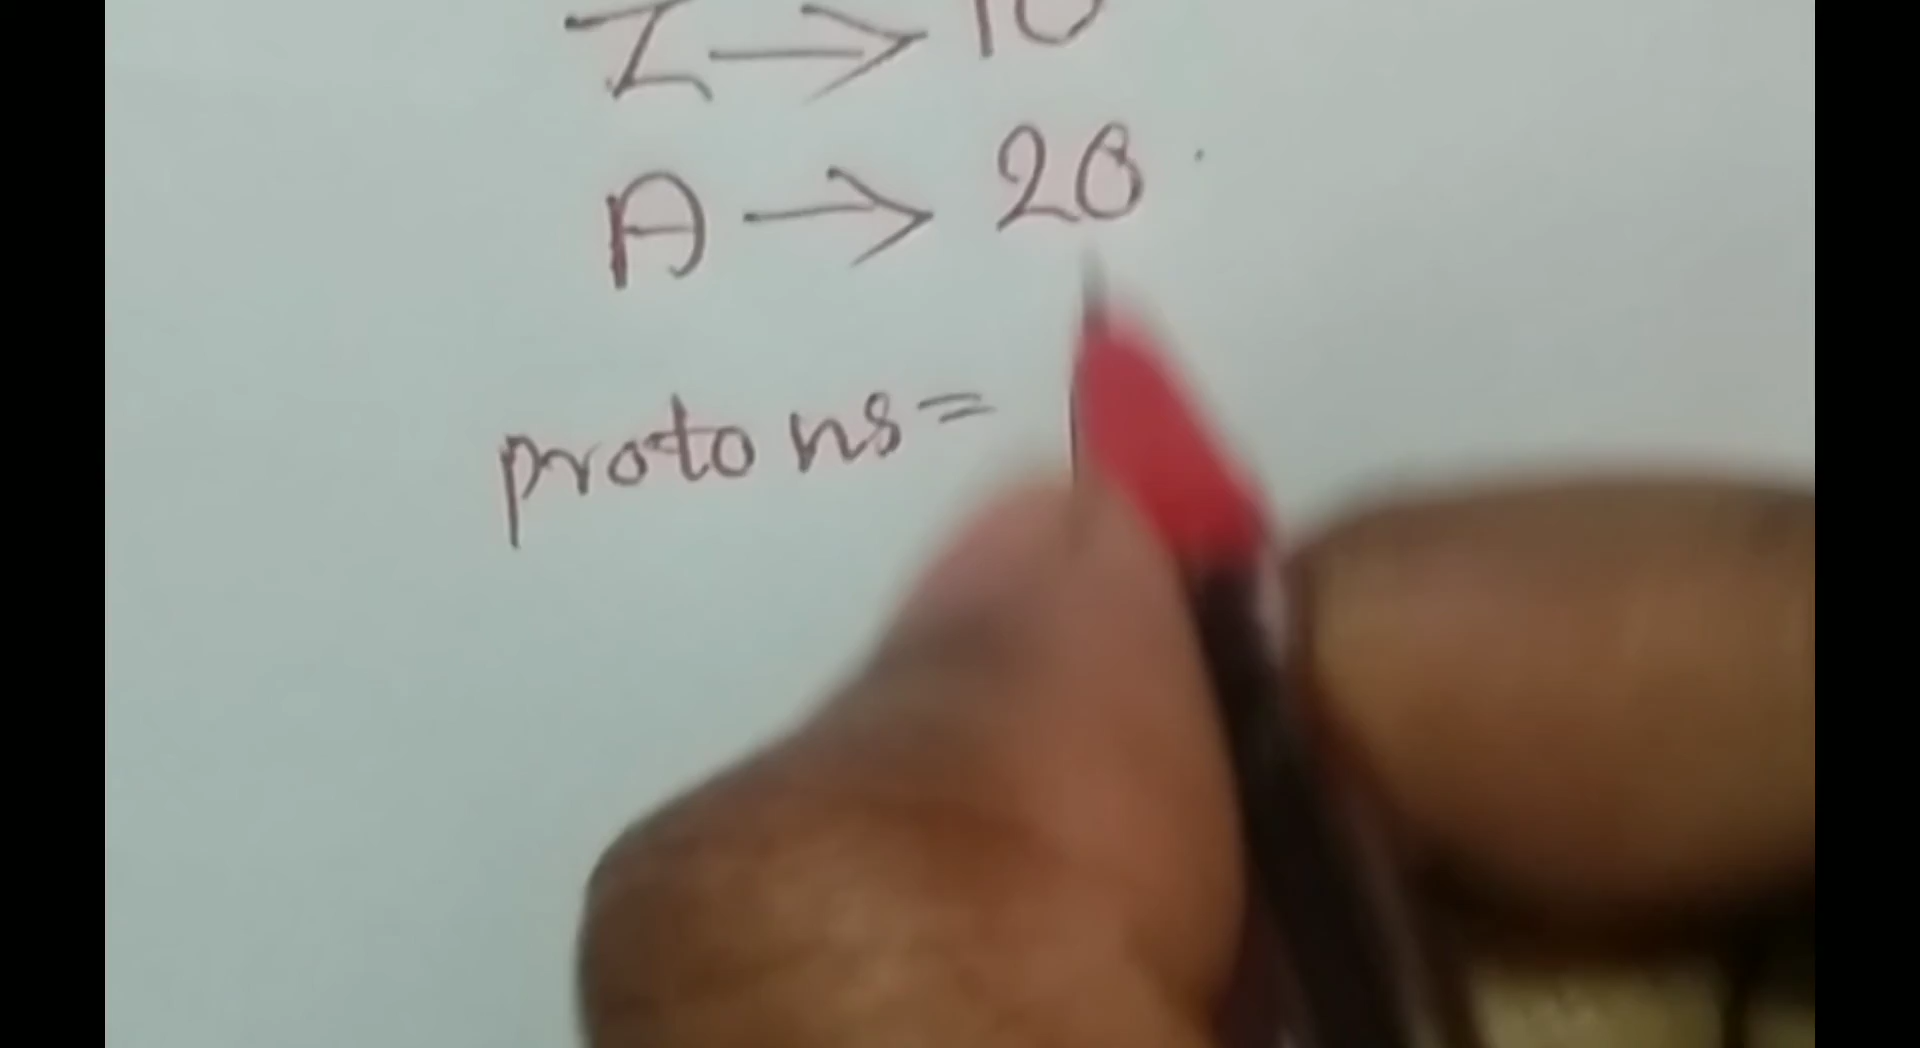 Z → 10
A → 20
protons =